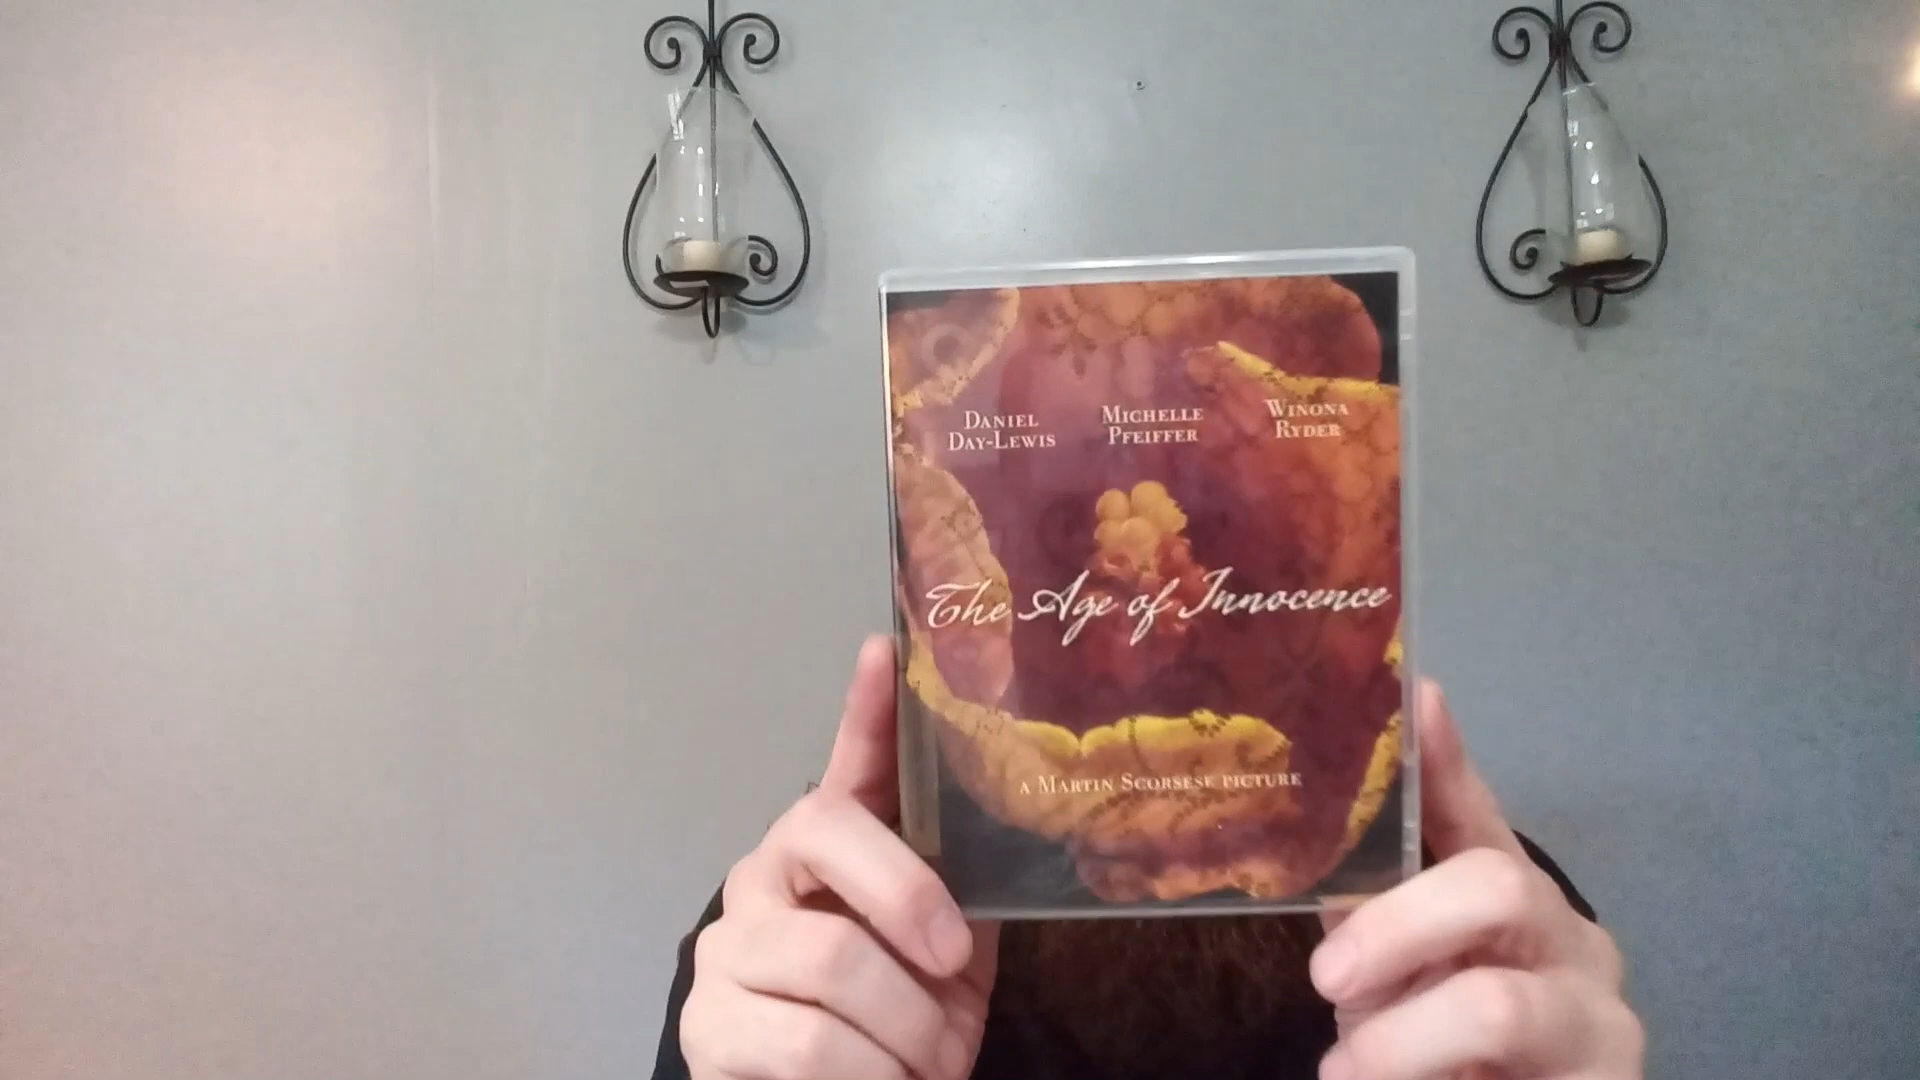 Daniel Michelle Winona
Day-Lewis Pfeiffer Ryder
The Age of Innocence
a Martin Scorsese picture